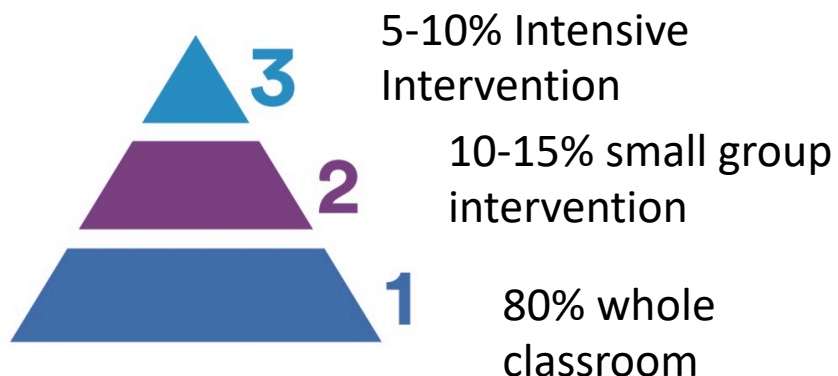 5-10% Intensive
Intervention
3
10-15% small group
intervention
2
80% whole
classroom
1